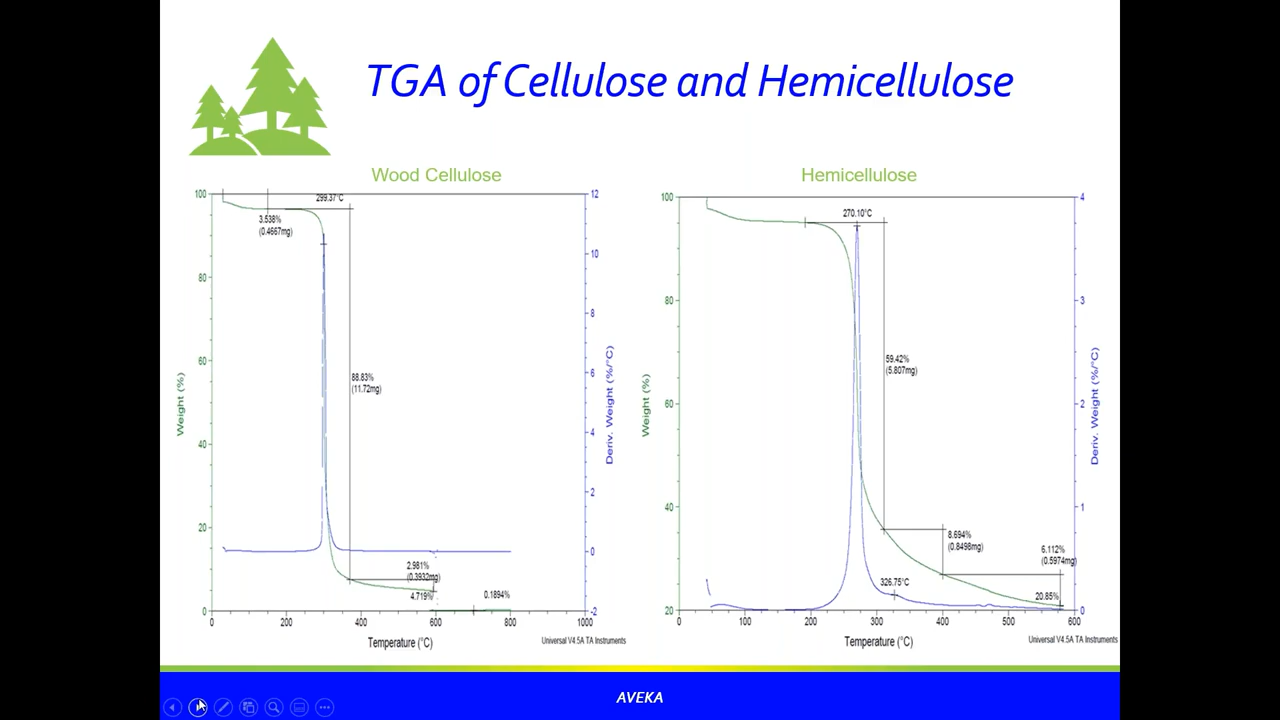 TGA of Cellulose and Hemicellulose
Wood Cellulose
100
80
60
40
20
0
Weight (%)
299.37°C
3.538%
(0.4667mg)
88.83%
(11.72mg)
2.981%
(0.3932mg)
4.719%
0.1894%
12
10
8
6
4
2
0
-2
Deriv. Weight (%/°C)
0
200
400
600
800
1000
Temperature (°C)
Universal V4.5A TA Instruments
Hemicellulose
100
80
60
40
20
Weight (%)
270.10°C
59.42%
(5.807mg)
8.694%
(0.8498mg)
6.112%
(0.5974mg)
326.75°C
20.85%
4
3
2
1
0
Deriv. Weight (%/°C)
0
100
200
300
400
500
600
Temperature (°C)
Universal V4.5A TA Instruments
AVEKA